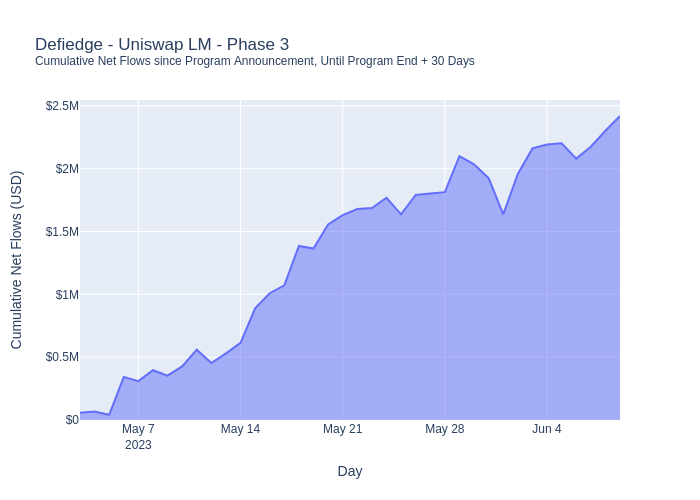 Defiedge - Uniswap LM - Phase 3
Cumulative Net Flows since Program Announcement, Until Program End + 30 Days
Cumulative Net Flows (USD)
$2.5M
$2M
$1.5M
$1M
$0.5M
$0
May 7
2023
May 14
May 21
May 28
Jun 4
Day